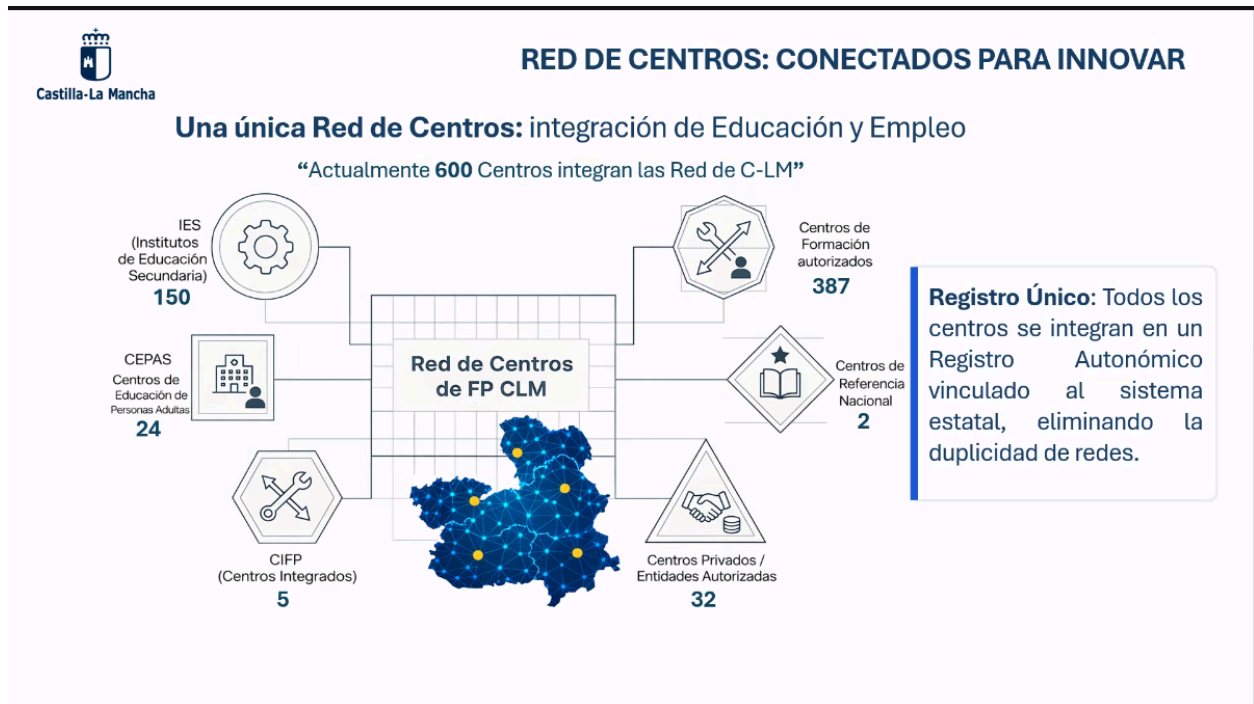 Castilla-La Mancha
RED DE CENTROS: CONECTADOS PARA INNOVAR
Una única Red de Centros: integración de Educación y Empleo
“Actualmente 600 Centros integran las Red de C-LM”
IES
(Institutos
de Educación
Secundaria)
150
CEPAS
Centros de
Educación de
Personas Adultas
24
CIFP
(Centros Integrados)
5
Red de Centros
de FP CLM
Centros de
Formación
autorizados
387
Centros de
Referencia
Nacional
2
Centros Privados /
Entidades Autorizadas
32
Registro Único: Todos los
centros se integran en un
Registro Autonómico
vinculado al sistema
estatal, eliminando la
duplicidad de redes.